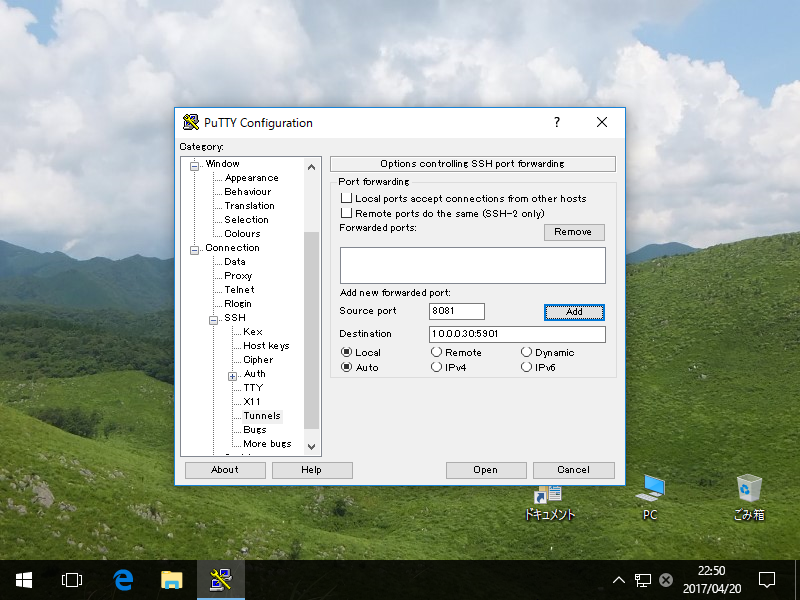 PuTTY Configuration
?
Category:
Window
Appearance
Behaviour
Translation
Selection
Colours
Connection
Data
Proxy
Telnet
Rlogin
SSH
Kex
Host keys
Cipher
Auth
TTY
X11
Tunnels
Bugs
More bugs
Options controlling SSH port forwarding
Port forwarding
Local ports accept connections from other hosts
Remote ports do the same (SSH-2 only)
Forwarded ports:
Remove
Add new forwarded port:
Source port 8081 Add
Destination 10.0.0.30:5901
Local Remote Dynamic
Auto IPv4 IPv6
About Help Open Cancel
ドキュメント PC ごみ箱
22:50
2017/04/20